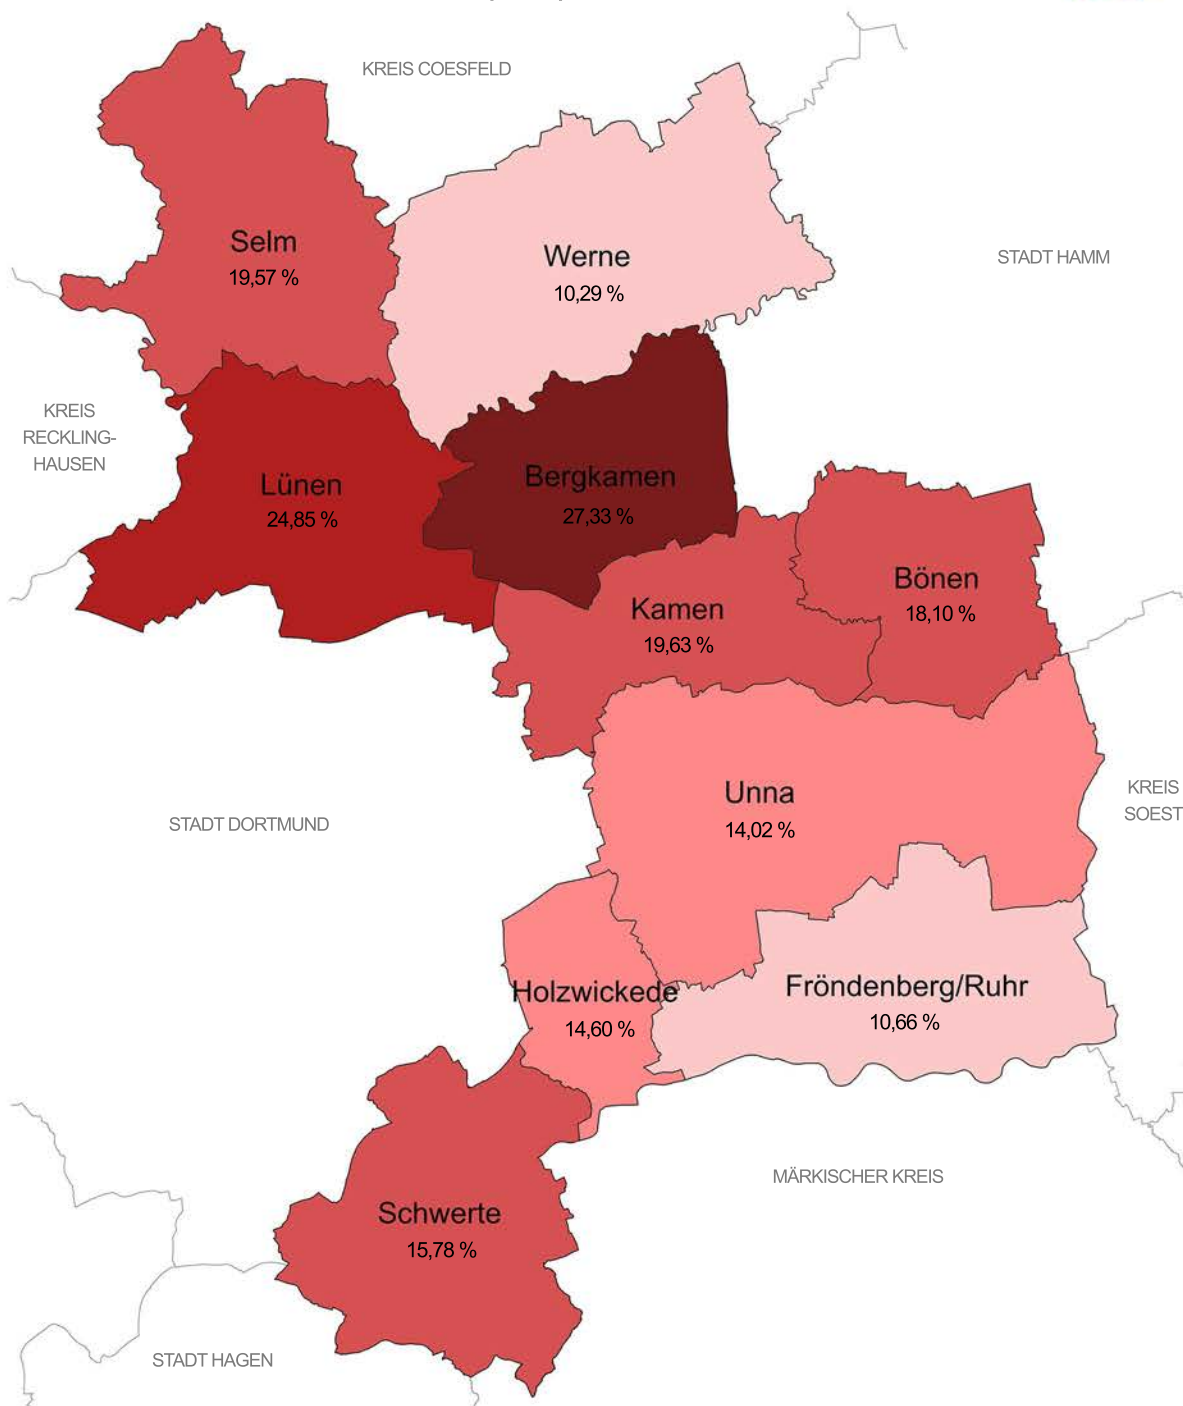 KREIS COESFELD
Selm
19,57 %
Werne
10,29 %
STADT HAMM
KREIS
RECKLING-
HAUSEN
Lünen
24,85 %
Bergkamen
27,33 %
Bönen
18,10 %
Kamen
19,63 %
Unna
14,02 %
KREIS
SOEST
STADT DORTMUND
Holzwickede
14,60 %
Fröndenberg/Ruhr
10,66 %
MÄRKISCHER KREIS
Schwerte
15,78 %
STADT HAGEN